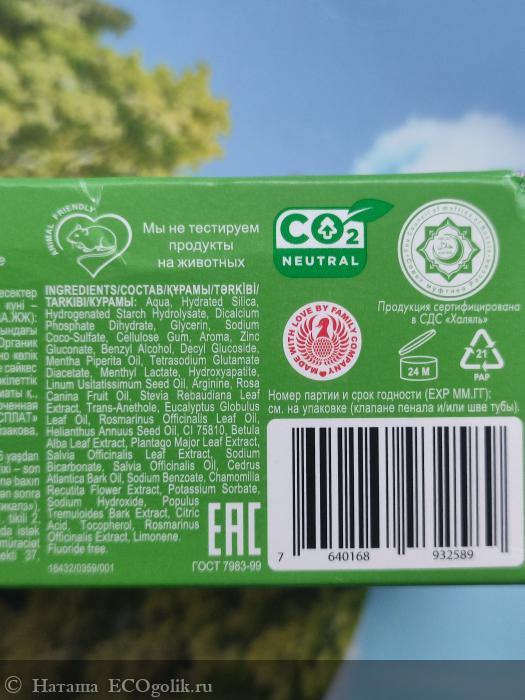 ANIMAL FRIENDLY
Мы не тестируем
продукты
на животных
CO2
NEUTRAL
MADE WITH LOVE BY FAMILY COMPANY
Продукция сертифицирована
в СДС «Халяль»
24 M
21
PAP
Номер партии и срок годности (EXP ММ.ГГ):
см. на упаковке (клапане пенала и/или шве тубы).
INGREDIENTS/СОСТАВ/ҚҰРАМЫ/TƏRKİBİ/
TARKIBI/КУРАМЫ: Aqua, Hydrated Silica,
Hydrogenated Starch Hydrolysate, Dicalcium
Phosphate Dihydrate, Glycerin, Sodium
Coco-Sulfate, Cellulose Gum, Aroma, Zinc
Gluconate, Benzyl Alcohol, Decyl Glucoside,
Mentha Piperita Oil, Tetrasodium Glutamate
Diacetate, Menthyl Lactate, Hydroxyapatite,
Linum Usitatissimum Seed Oil, Arginine, Rosa
Canina Fruit Oil, Stevia Rebaudiana Leaf
Extract, Trans-Anethole, Eucalyptus Globulus
Leaf Oil, Rosmarinus Officinalis Leaf Oil,
Helianthus Annuus Seed Oil, CI 75810, Betula
Alba Leaf Extract, Plantago Major Leaf Extract,
Salvia Officinalis Leaf Extract, Sodium
Bicarbonate, Salvia Officinalis Oil, Cedrus
Atlantica Bark Oil, Sodium Benzoate, Chamomilla
Recutita Flower Extract, Potassium Sorbate,
Sodium Hydroxide, Populus
Tremuloides Bark Extract, Citric
Acid, Tocopherol, Rosmarinus
Officinalis Extract, Limonene.
Fluoride free.
16432/0359/001
EAC
ГОСТ 7983-99
7 640168 932589
© Наташа ECOgolik.ru